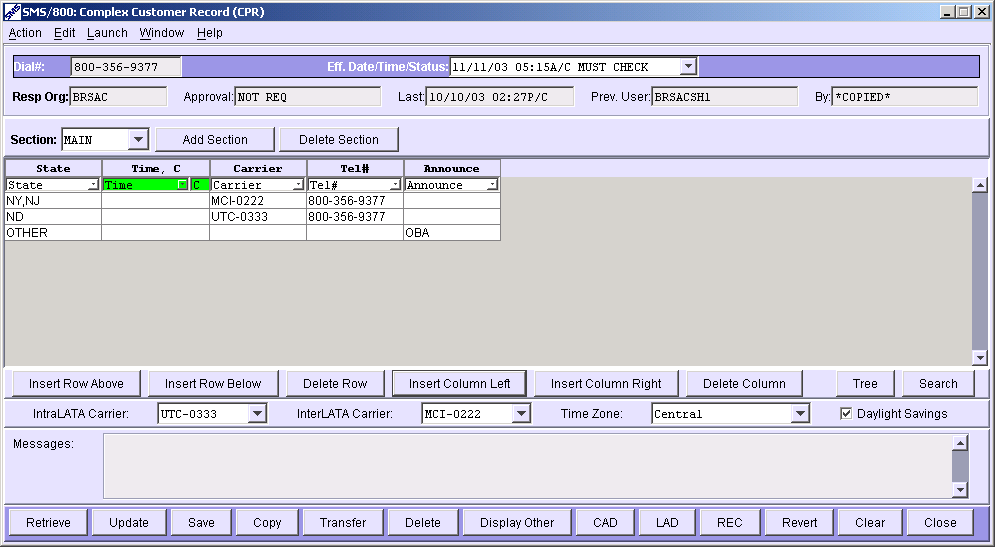 SMS/800: Complex Customer Record (CPR)
Action Edit Launch Window Help
Dial#: 800-356-9377 Eff. Date/Time/Status: 11/11/03 05:15A/C MUST CHECK
Resp Org: BRSAC Approval: NOT REQ Last: 10/10/03 02:27P/C Prev. User: BRSACSH1 By: *COPIED*
Section: MAIN Add Section Delete Section
State Time, C Carrier Tel# Announce
State Time C Carrier Tel# Announce
NY,NJ MCI-0222 800-356-9377
ND UTC-0333 800-356-9377
OTHER OBA
Insert Row Above Insert Row Below Delete Row Insert Column Left Insert Column Right Delete Column Tree Search
IntraLATA Carrier: UTC-0333 InterLATA Carrier: MCI-0222 Time Zone: Central Daylight Savings
Messages:
Retrieve Update Save Copy Transfer Delete Display Other CAD LAD REC Revert Clear Close